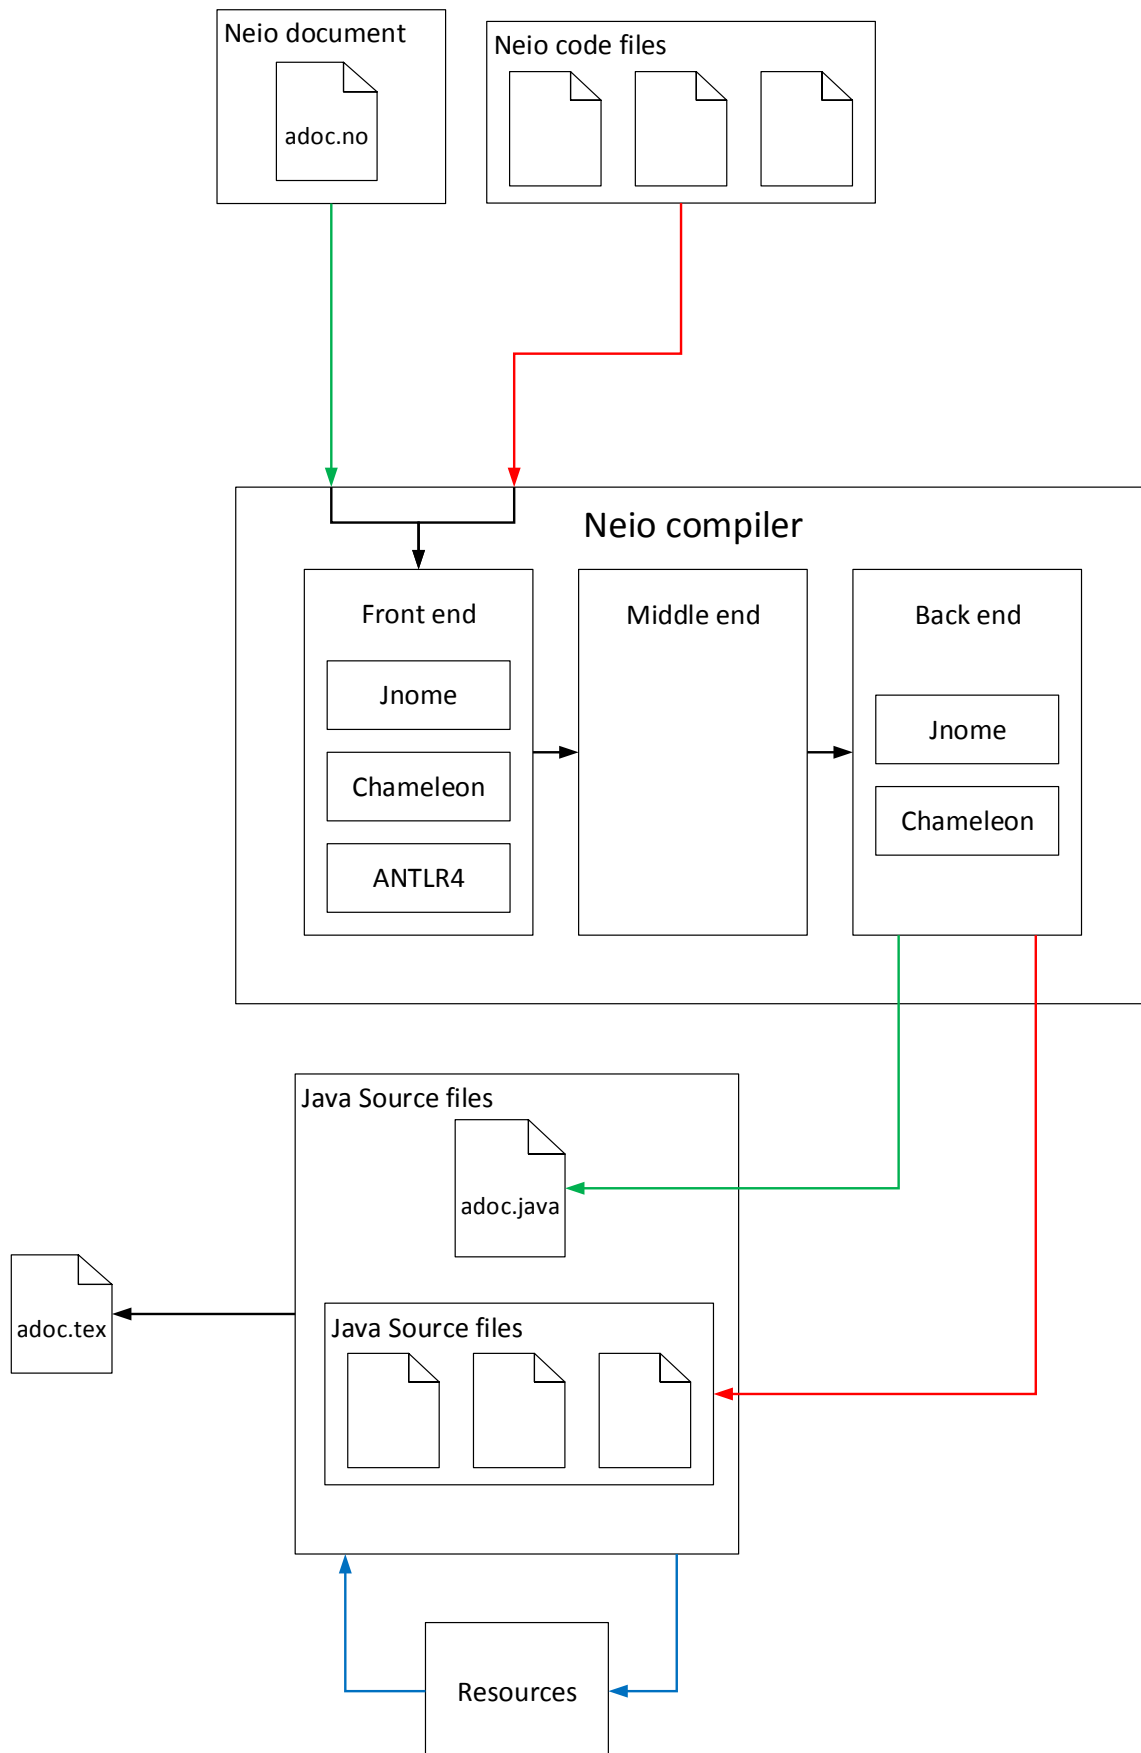 Neio document
adoc.no
Neio code files
Neio compiler
Front end
Jnome
Chameleon
ANTLR4
Middle end
Back end
Jnome
Chameleon
Java Source files
adoc.java
adoc.tex
Java Source files
Resources